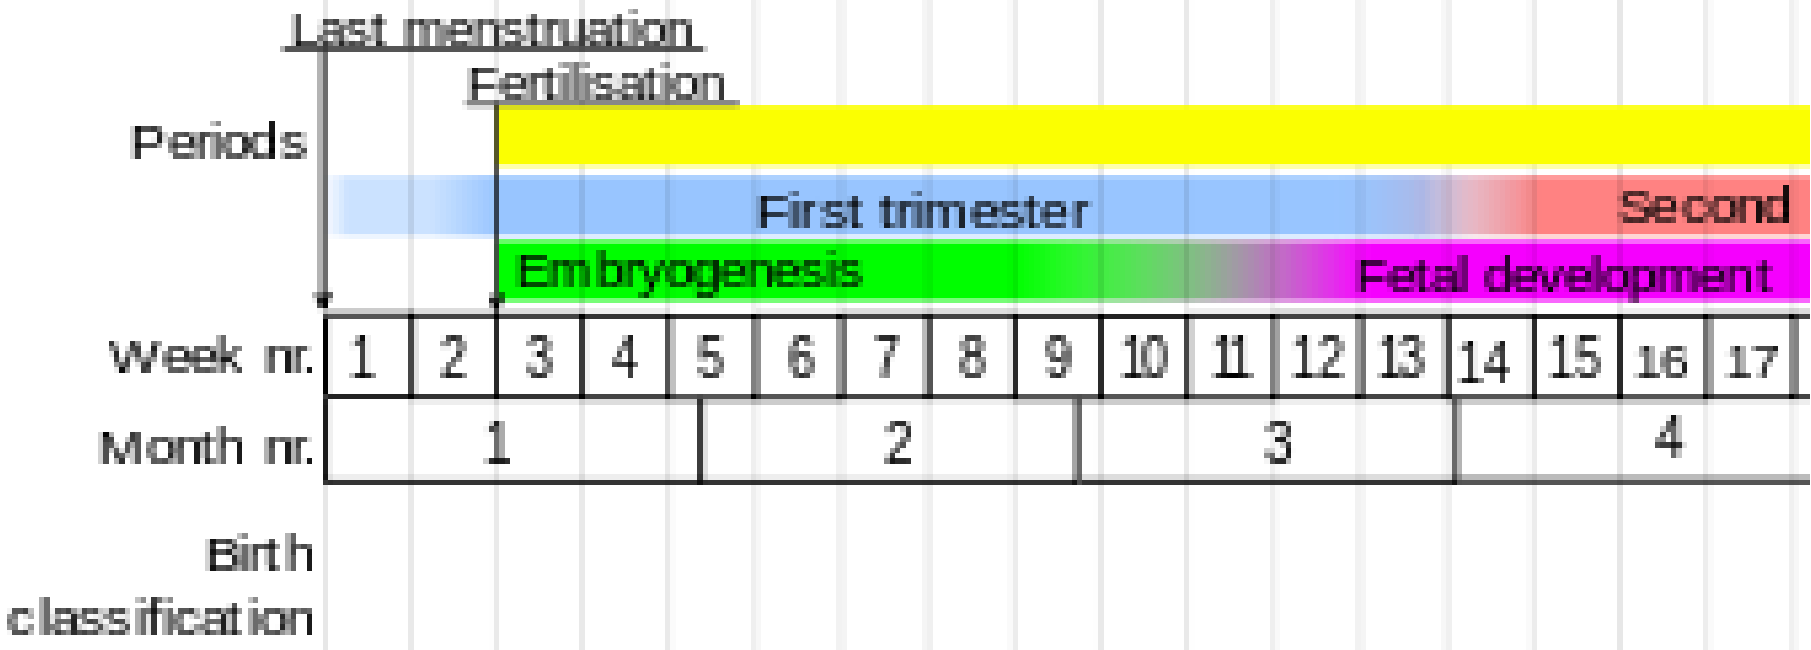 Last menstruation
Fertilisation
Periods
First trimester Second
Embryogenesis Fetal development
Week nr. 1 2 3 4 5 6 7 8 9 10 11 12 13 14 15 16 17
Month nr. 1 2 3 4
Birth
classification